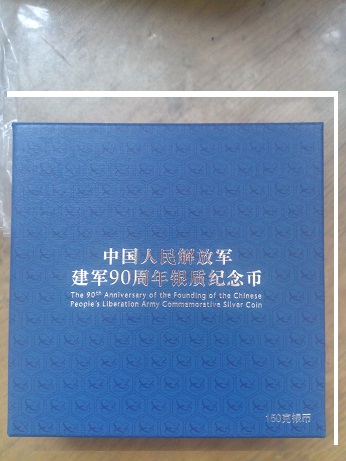 中国人民解放军
建军90周年银质纪念币
The 90th Anniversary of the Founding of the Chinese
People's Liberation Army Commemorative Silver Coin
150克银币